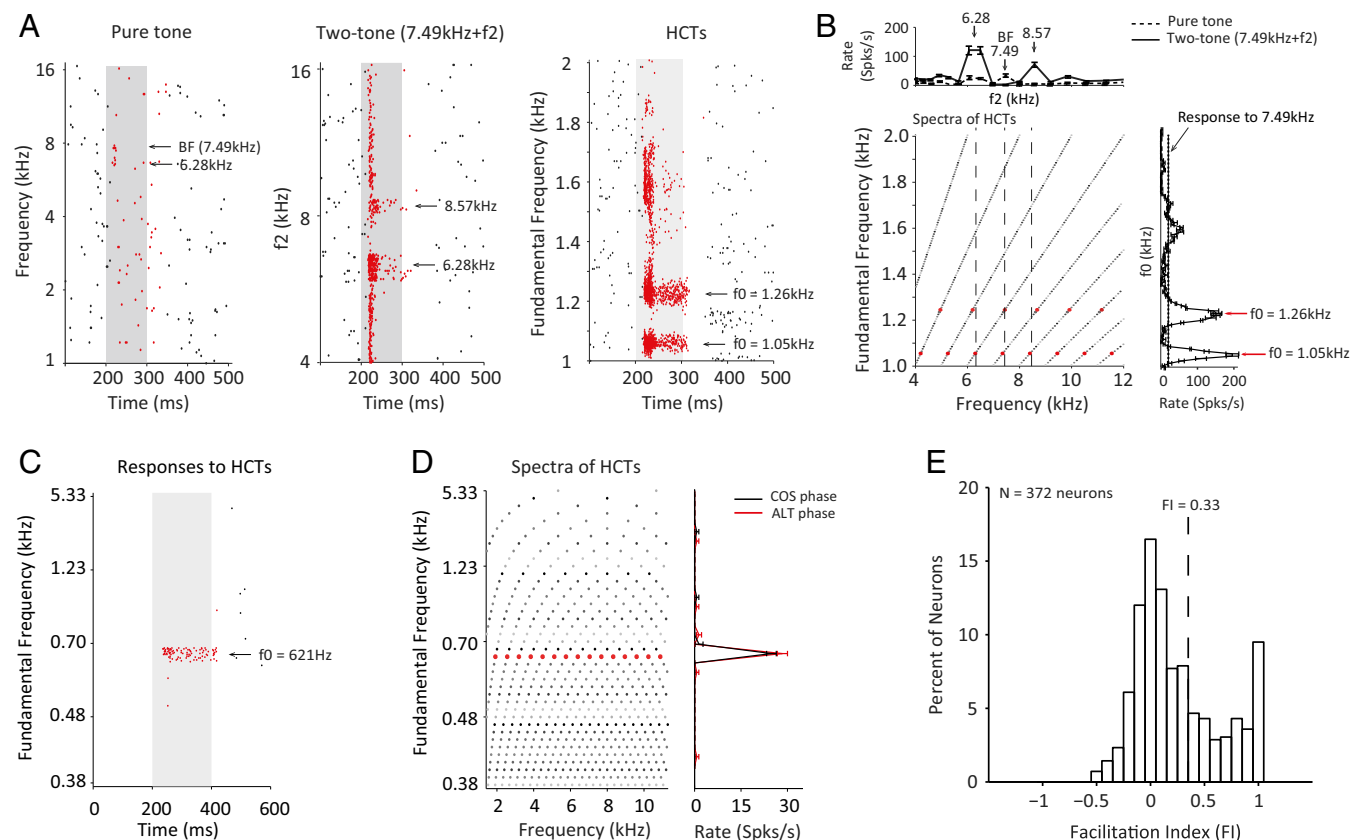 A
Pure tone
Frequency (kHz)
16
8
4
2
1
BF (7.49kHz)
6.28kHz
100 200 300 400 500
Time (ms)
Two-tone (7.49kHz+f2)
f2 (kHz)
16
8
4
8.57kHz
6.28kHz
100 200 300 400 500
Time (ms)
HCTs
Fundamental Frequency (kHz)
2
1.8
1.6
1.4
1.2
1
f0 = 1.26kHz
f0 = 1.05kHz
100 200 300 400 500
Time (ms)
B
Rate
(Spks/s)
200
100
0
6.28
BF
7.49
8.57
f2 (kHz)
Pure tone
Two-tone (7.49kHz+f2)
Spectra of HCTs
Fundamental Frequency (kHz)
2.0
1.8
1.6
1.4
1.2
1.0
4 6 8 10 12
Frequency (kHz)
Response to 7.49kHz
f0 (kHz)
f0 = 1.26kHz
f0 = 1.05kHz
0 100 200
Rate (Spks/s)
C
Responses to HCTs
Fundamental Frequency (kHz)
5.33
1.23
0.70
0.48
0.38
f0 = 621Hz
0 200 400 600
Time (ms)
D
Spectra of HCTs
Fundamental Frequency (kHz)
5.33
1.23
0.70
0.48
0.38
2 4 6 8 10
Frequency (kHz)
COS phase
ALT phase
0 15 30
Rate (Spks/s)
E
Percent of Neurons
20
15
10
5
0
N = 372 neurons
FI = 0.33
−1 −0.5 0 0.5 1
Facilitation Index (FI)